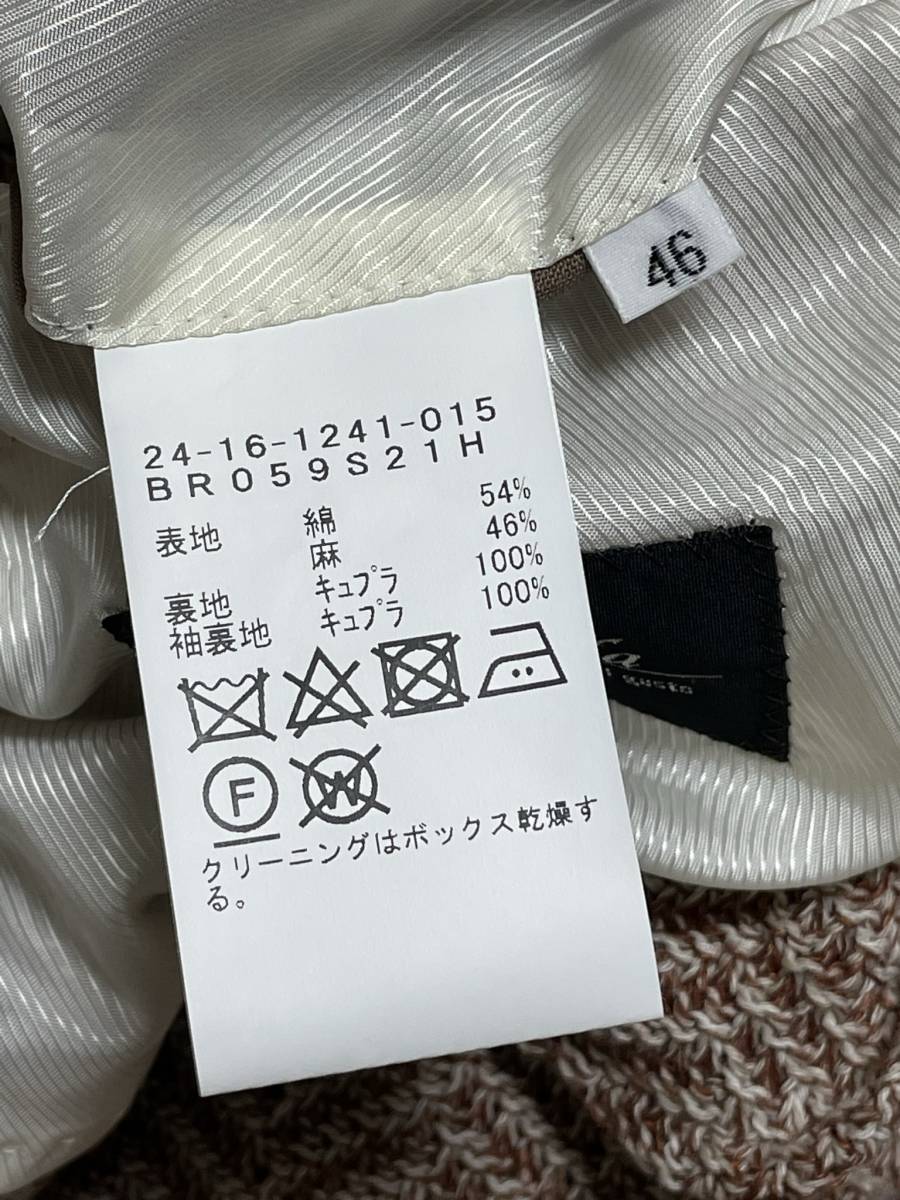 46
24-16-1241-015
BR059S21H
表地 綿 54%
麻 46%
裏地 キュプラ 100%
袖裏地 キュプラ 100%
F W
クリーニングはボックス乾燥す
る。